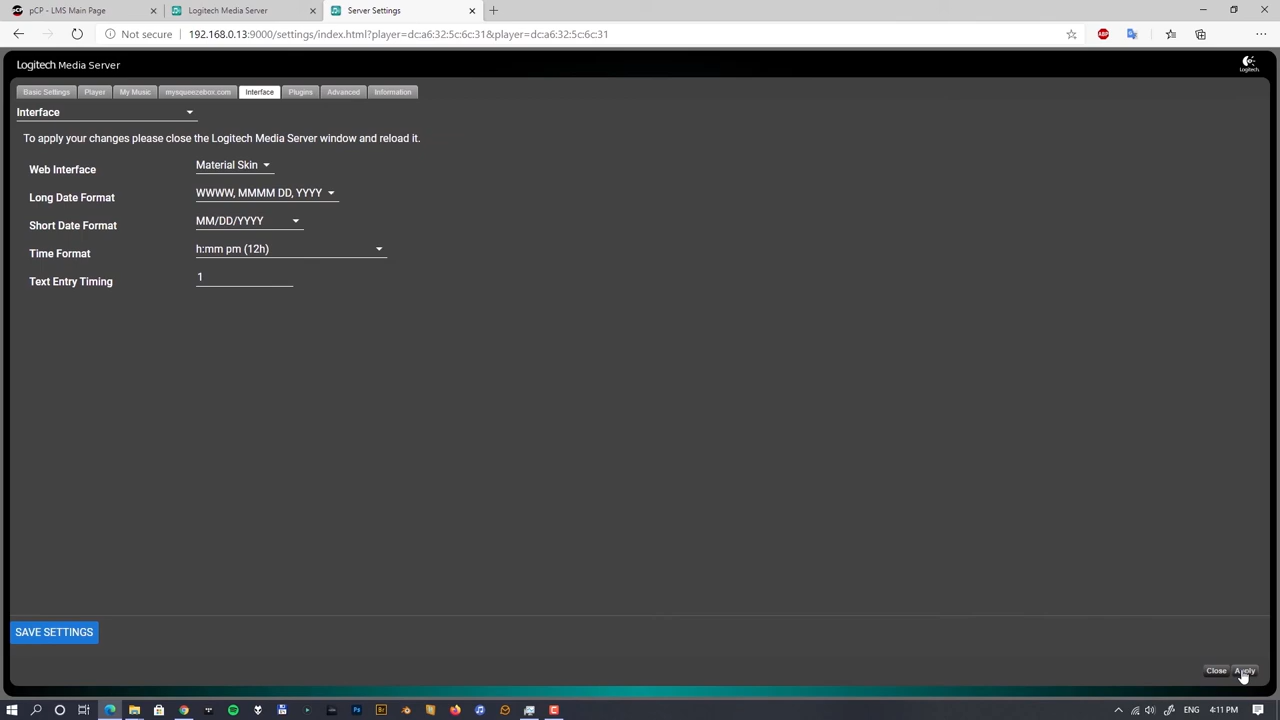 pCP - LMS Main Page
Logitech Media Server
Server Settings
Not secure
192.168.0.13:9000/settings/index.html?player=dc:a6:32:5c:6c:31&player=dc:a6:32:5c:6c:31
ABP
Logitech Media Server
Logitech
Basic Settings
Player
My Music
mysqueezebox.com
Interface
Plugins
Advanced
Information
Interface
To apply your changes please close the Logitech Media Server window and reload it.
Web Interface
Material Skin
Long Date Format
WWWW, MMMM DD, YYYY
Short Date Format
MM/DD/YYYY
Time Format
h:mm pm (12h)
Text Entry Timing
1
SAVE SETTINGS
Close
Apply
Ps
Br
ENG
4:11 PM